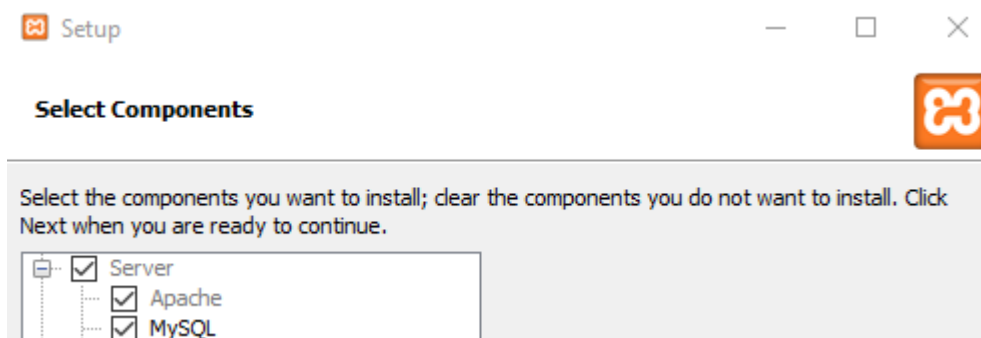 Setup
Select Components
Select the components you want to install; clear the components you do not want to install. Click
Next when you are ready to continue.
Server
Apache
MySQL